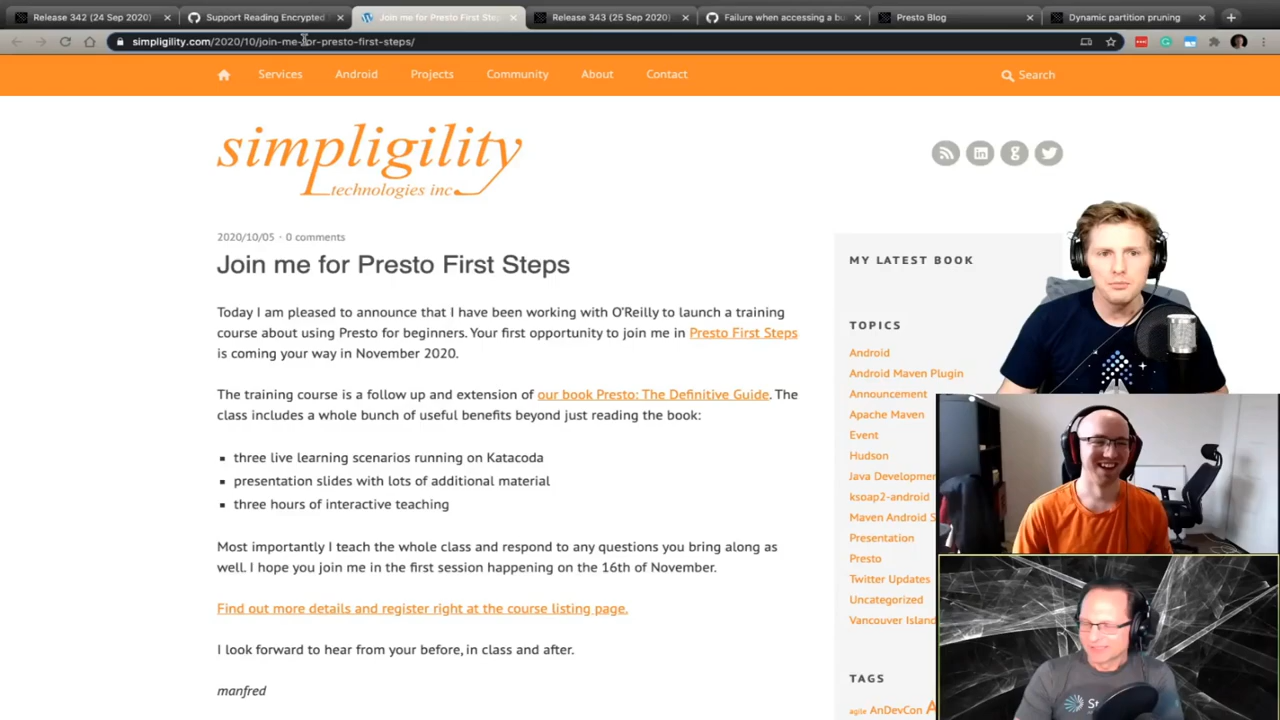 Release 342 (24 Sep 2020)
Support Reading Encrypted
Join me for Presto First Ste
Release 343 (25 Sep 2020)
Failure when accessing a bu
Presto Blog
Dynamic partition pruning
simpligility.com/2020/10/join-me-for-presto-first-steps/
Services
Android
Projects
Community
About
Contact
Search
simpligility
technologies inc.
2020/10/05 · 0 comments
Join me for Presto First Steps
Today I am pleased to announce that I have been working with O'Reilly to launch a training
course about using Presto for beginners. Your first opportunity to join me in Presto First Steps
is coming your way in November 2020.
The training course is a follow up and extension of our book Presto: The Definitive Guide. The
class includes a whole bunch of useful benefits beyond just reading the book:
three live learning scenarios running on Katacoda
presentation slides with lots of additional material
three hours of interactive teaching
Most importantly I teach the whole class and respond to any questions you bring along as
well. I hope you join me in the first session happening on the 16th of November.
Find out more details and register right at the course listing page.
I look forward to hear from your before, in class and after.
manfred
MY LATEST BOOK
TOPICS
Android
Android Maven Plugin
Announcement
Apache Maven
Event
Hudson
Java Developmen
ksoap2-android
Maven Android S
Presentation
Presto
Twitter Updates
Uncategorized
Vancouver Island
TAGS
agile AnDevCon A
St